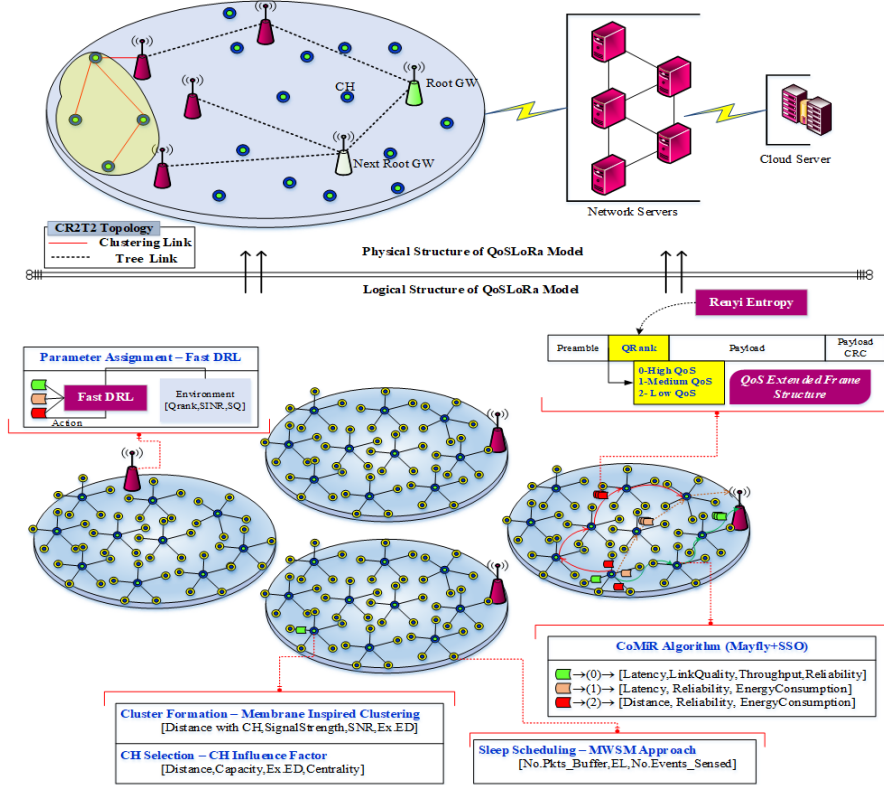 Root GW
CH
Next Root GW
Network Servers
Cloud Server
CR2T2 Topology
Clustering Link
Tree Link
Physical Structure of QoSLoRa Model
Logical Structure of QoSLoRa Model
Renyi Entropy
Preamble
QRank
Payload
Payload
CRC
0-High QoS
1-Medium QoS
2- Low QoS
QoS Extended Frame
Structure
Parameter Assignment – Fast DRL
Fast DRL
Environment
[Qrank,SINR,SQ]
Action
CoMiR Algorithm (Mayfly+SSO)
→(0)→ [Latency,LinkQuality,Throughput,Reliability]
→(1)→ [Latency, Reliability, EnergyConsumption]
→(2)→ [Distance, Reliability, EnergyConsumption]
Cluster Formation – Membrane Inspired Clustering
[Distance with CH,SignalStrength,SNR,Ex.ED]
CH Selection – CH Influence Factor
[Distance,Capacity,Ex.ED,Centrality]
Sleep Scheduling – MWSM Approach
[No.Pkts_Buffer,EL,No.Events_Sensed]